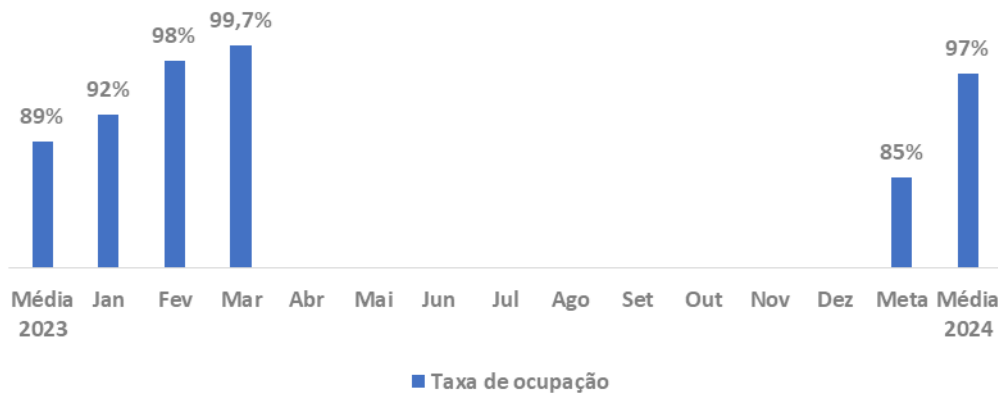 89%
92%
98%
99,7%
85%
97%
Média 2023
Jan
Fev
Mar
Abr
Mai
Jun
Jul
Ago
Set
Out
Nov
Dez
Meta
Média 2024
Taxa de ocupação